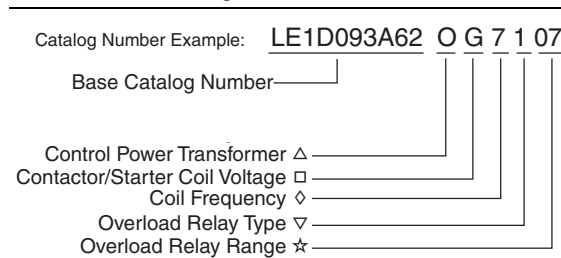 Catalog Number Example: LE1D093A62 O G 7 1 07
Base Catalog Number
Control Power Transformer △
Contactor/Starter Coil Voltage □
Coil Frequency ◊
Overload Relay Type ▽
Overload Relay Range ☆